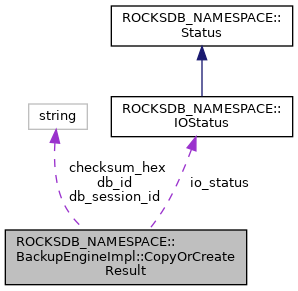 ROCKSDB_NAMESPACE::
Status
ROCKSDB_NAMESPACE::
IOStatus
string
checksum_hex
db_id
db_session_id
io_status
ROCKSDB_NAMESPACE::
BackupEngineImpl::CopyOrCreate
Result